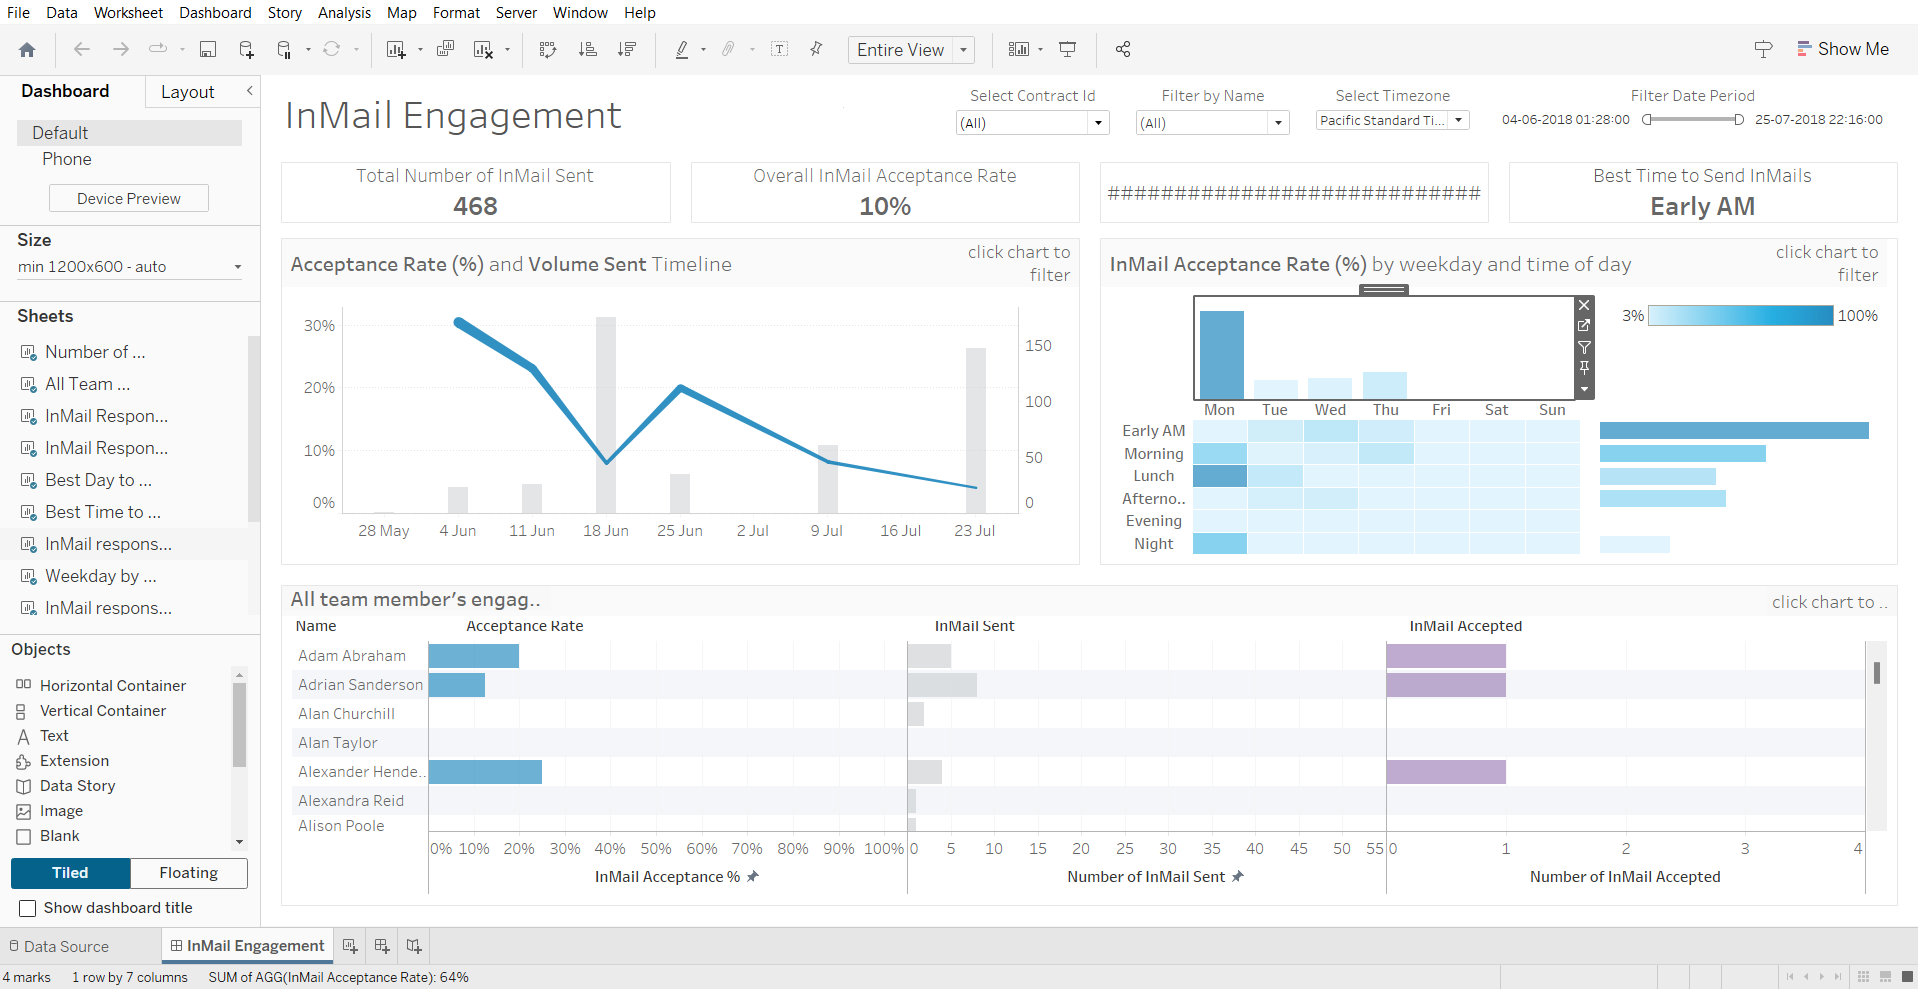 File Data Worksheet Dashboard Story Analysis Map Format Server Window Help
Entire View
Show Me
Dashboard Layout
Default
Phone
Device Preview
Size
min 1200x600 - auto
Sheets
Number of ...
All Team ...
InMail Respon...
InMail Respon...
Best Day to ...
Best Time to ...
InMail respons...
Weekday by ...
InMail respons...
Objects
Horizontal Container
Vertical Container
Text
Extension
Data Story
Image
Blank
Tiled Floating
Show dashboard title
InMail Engagement
Select Contract Id
(All)
Filter by Name
(All)
Select Timezone
Pacific Standard Ti...
Filter Date Period
04-06-2018 01:28:00 25-07-2018 22:16:00
Total Number of InMail Sent
468
Overall InMail Acceptance Rate
10%
############################
Best Time to Send InMails
Early AM
Acceptance Rate (%) and Volume Sent Timeline
click chart to
filter
30%
20%
10%
0%
150
100
50
0
28 May 4 Jun 11 Jun 18 Jun 25 Jun 2 Jul 9 Jul 16 Jul 23 Jul
InMail Acceptance Rate (%) by weekday and time of day
click chart to
filter
3% 100%
Mon Tue Wed Thu Fri Sat Sun
Early AM
Morning
Lunch
Afterno..
Evening
Night
All team member's engag..
click chart to ..
Name Acceptance Rate InMail Sent InMail Accepted
Adam Abraham
Adrian Sanderson
Alan Churchill
Alan Taylor
Alexander Hende..
Alexandra Reid
Alison Poole
0% 10% 20% 30% 40% 50% 60% 70% 80% 90% 100% 0 5 10 15 20 25 30 35 40 45 50 55 0 1 2 3 4
InMail Acceptance % Number of InMail Sent Number of InMail Accepted
Data Source InMail Engagement
4 marks 1 row by 7 columns SUM of AGG(InMail Acceptance Rate): 64%